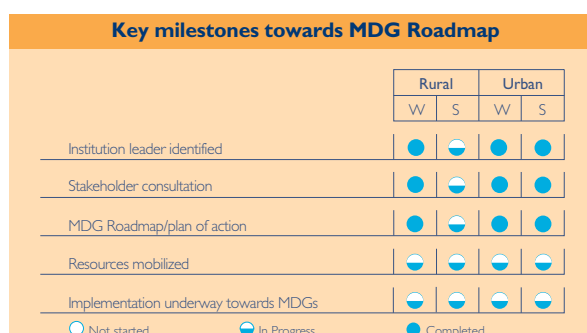 Key milestones towards MDG Roadmap
Rural Urban
W S W S
Institution leader identified
Stakeholder consultation
MDG Roadmap/plan of action
Resources mobilized
Implementation underway towards MDGs
Not started In Progress Completed